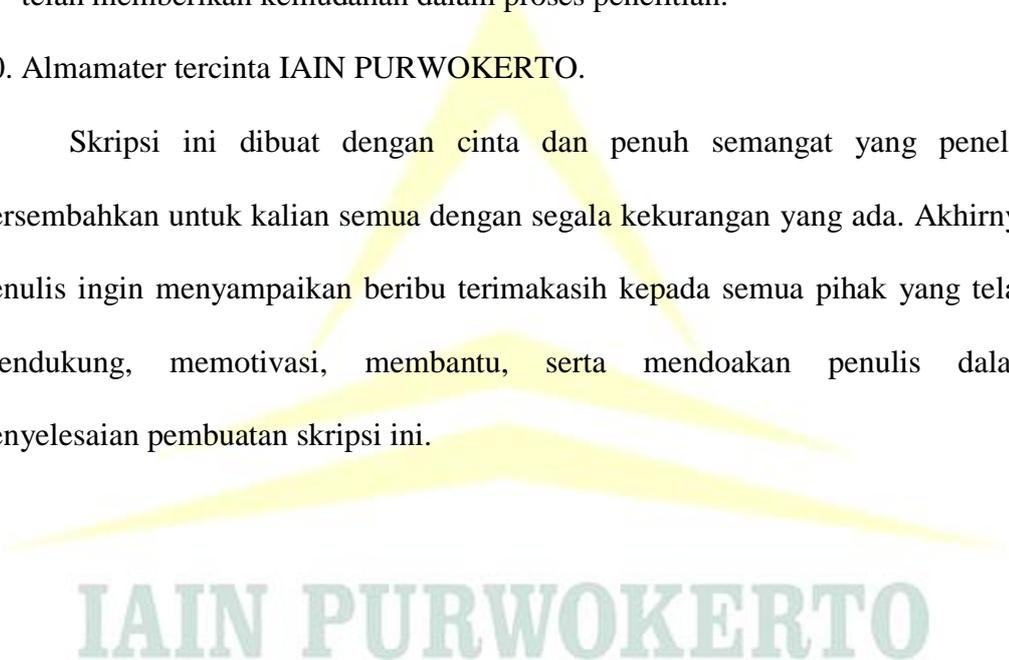 telah memberikan kemudahan dalam proses penelitian.
0. Almamater tercinta IAIN PURWOKERTO.
Skripsi ini dibuat dengan cinta dan penuh semangat yang penel
ersembahkan untuk kalian semua dengan segala kekurangan yang ada. Akhirny
enulis ingin menyampaikan beribu terimakasih kepada semua pihak yang tela
endukung, memotivasi, membantu, serta mendoakan penulis dala
enyelesaian pembuatan skripsi ini.
IAIN PURWOKERTO